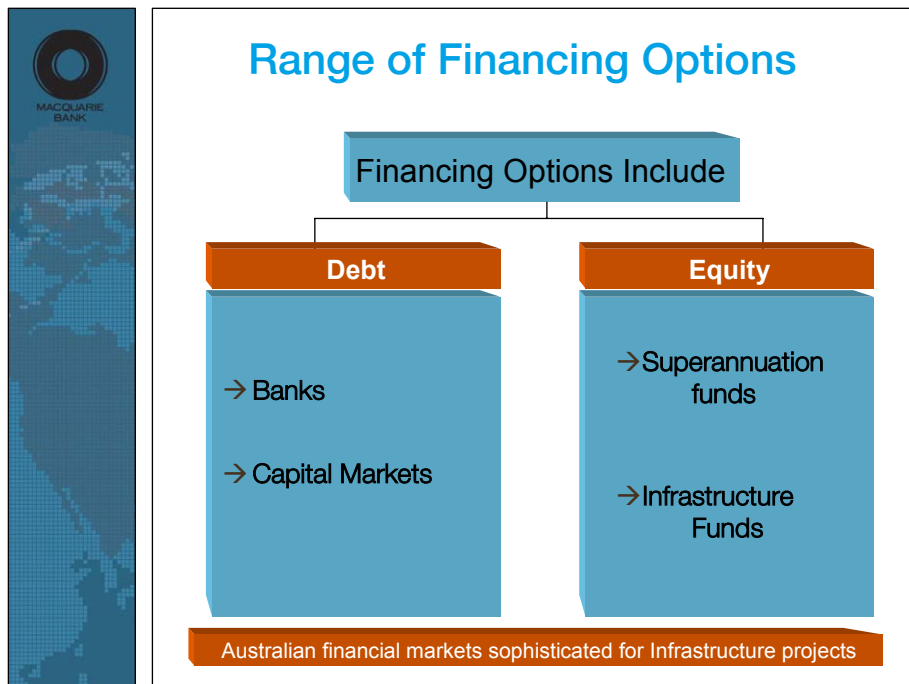 MACQUARIE
BANK
Range of Financing Options
Financing Options Include
Debt
→ Banks
→ Capital Markets
Equity
→ Superannuation
funds
→ Infrastructure
Funds
Australian financial markets sophisticated for Infrastructure projects